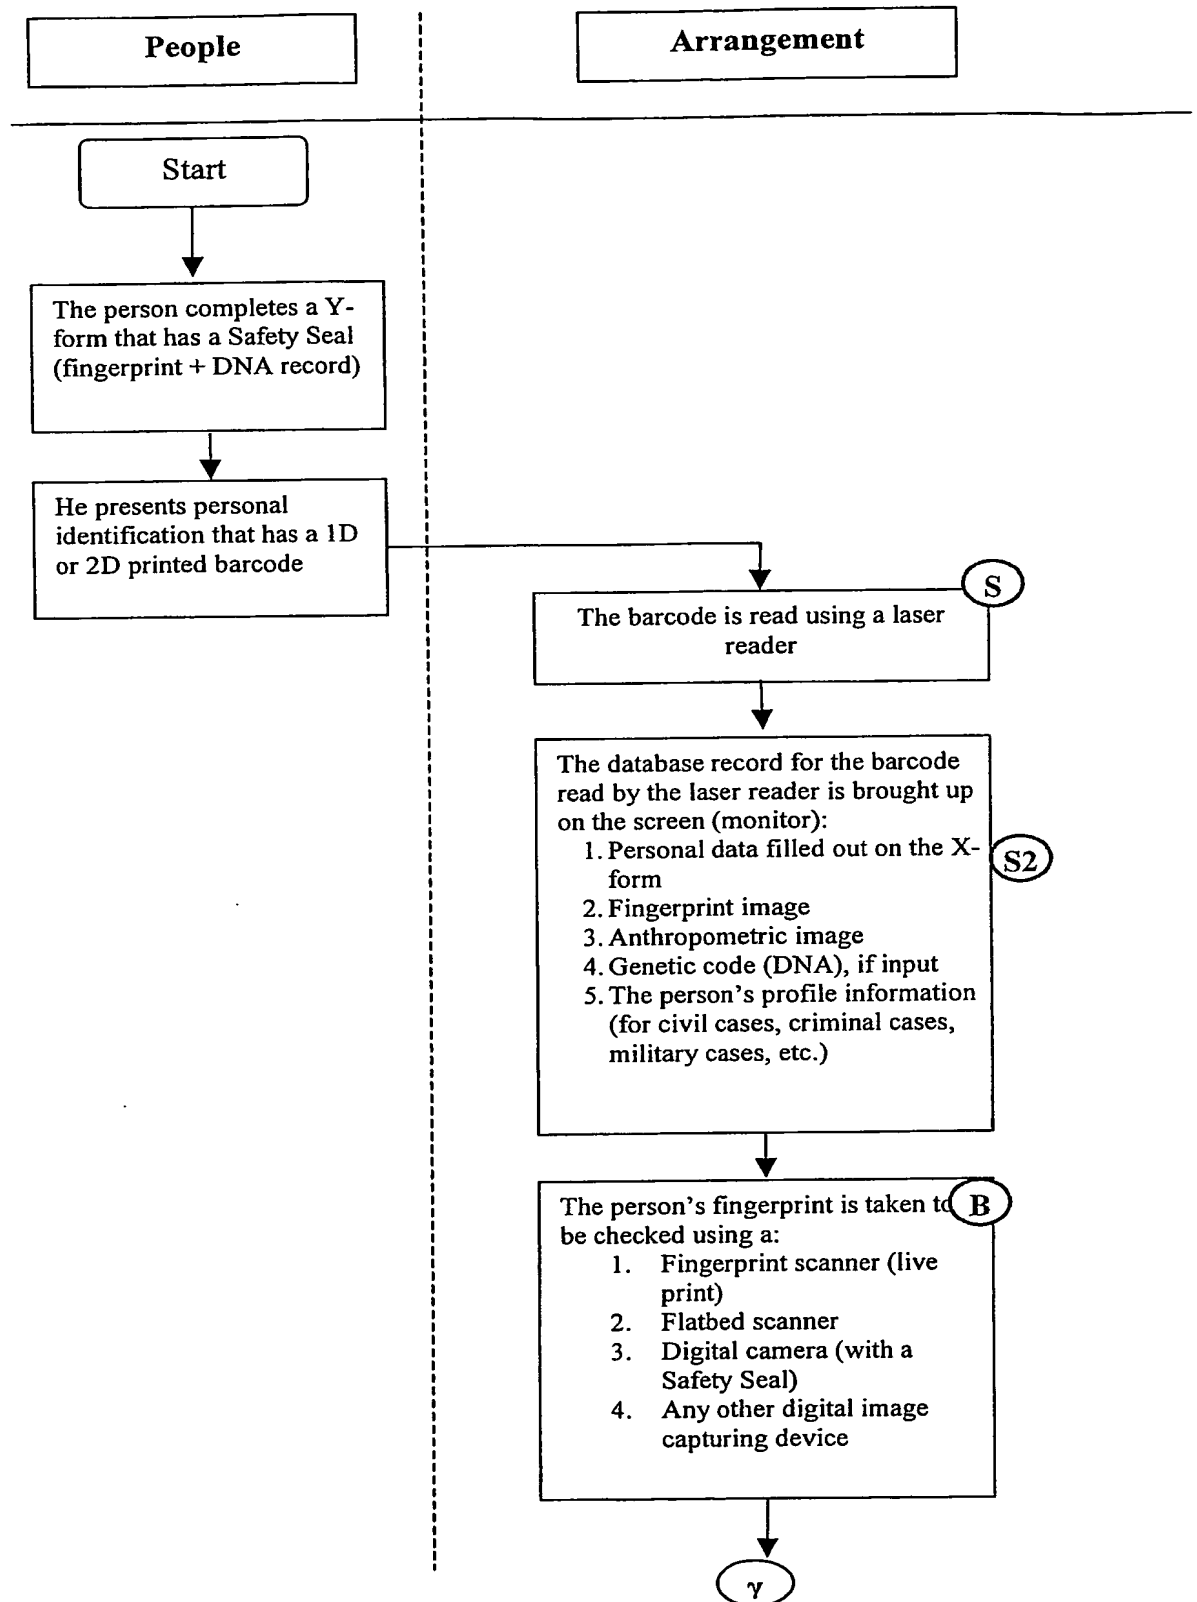 People
Arrangement
Start
The person completes a Y-
form that has a Safety Seal
(fingerprint + DNA record)
He presents personal
identification that has a 1D
or 2D printed barcode
S
The barcode is read using a laser
reader
The database record for the barcode
read by the laser reader is brought up
on the screen (monitor):
1. Personal data filled out on the X-
form
2. Fingerprint image
3. Anthropometric image
4. Genetic code (DNA), if input
5. The person's profile information
(for civil cases, criminal cases,
military cases, etc.)
S2
The person's fingerprint is taken to
be checked using a:
1. Fingerprint scanner (live
print)
2. Flatbed scanner
3. Digital camera (with a
Safety Seal)
4. Any other digital image
capturing device
B
γ